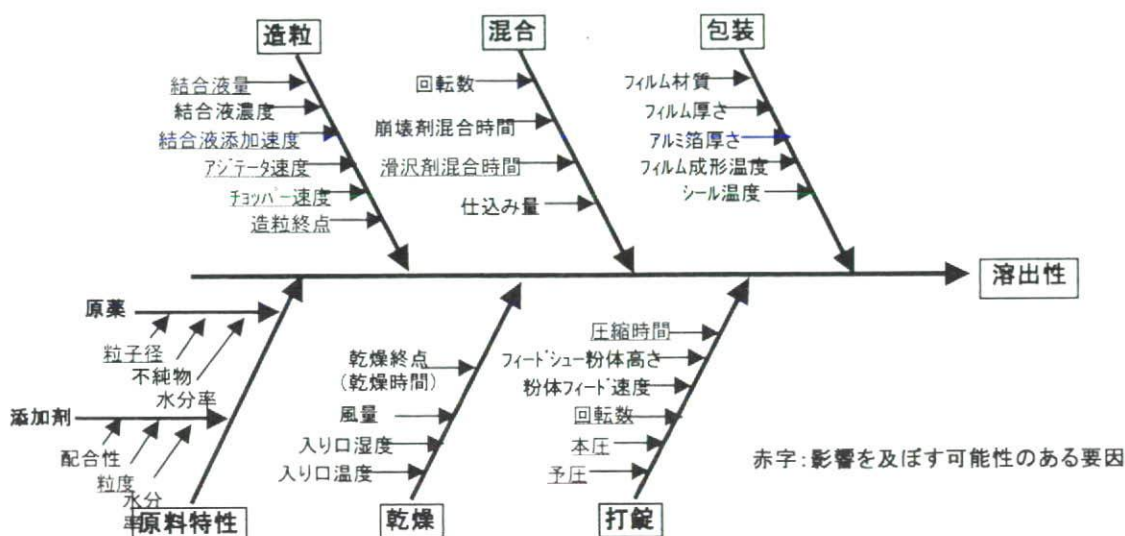 造粒
混合
包装
結合液量
結合液濃度
結合液添加速度
アジテータ速度
チョッパー速度
造粒終点
回転数
崩壊剤混合時間
滑沢剤混合時間
仕込み量
フィルム材質
フィルム厚さ
アルミ箔厚さ
フィルム成形温度
シール温度
溶出性
原薬
粒子径
不純物
水分率
添加剤
配合性
粒度
水分
率
原料特性
乾燥終点
(乾燥時間)
風量
入り口湿度
入り口温度
乾燥
圧縮時間
フィードシュー粉体高さ
粉体フィード速度
回転数
本圧
予圧
打錠
赤字:影響を及ぼす可能性のある要因